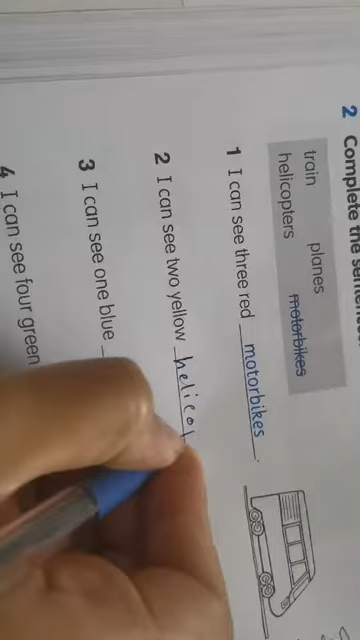 2 Complete the
train planes motorbikes
helicopters
1 I can see three red motorbikes.
2 I can see two yellow helico
3 I can see one blue
4 I can see four green